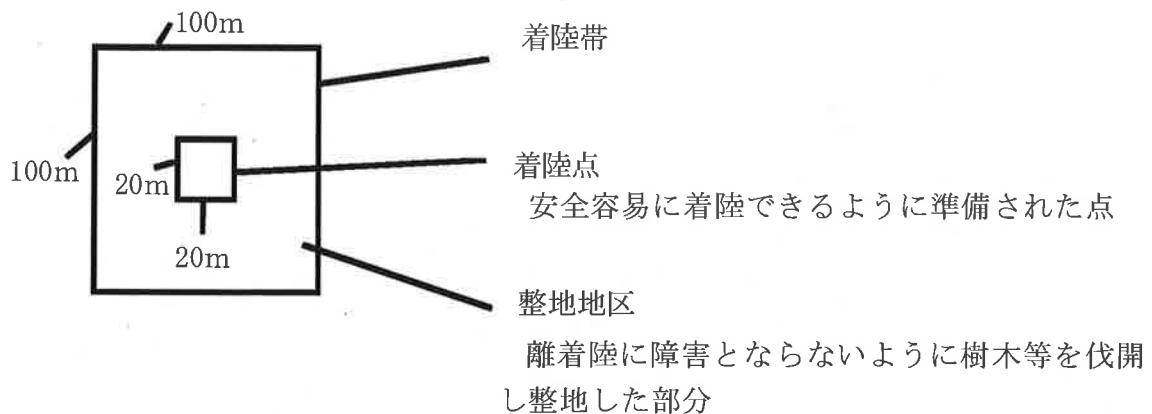 100m
着陸帯
100m
20m
着陸点
安全容易に着陸できるように準備された点
20m
整地地区
離着陸に障害とならないように樹木等を伐開
し整地した部分